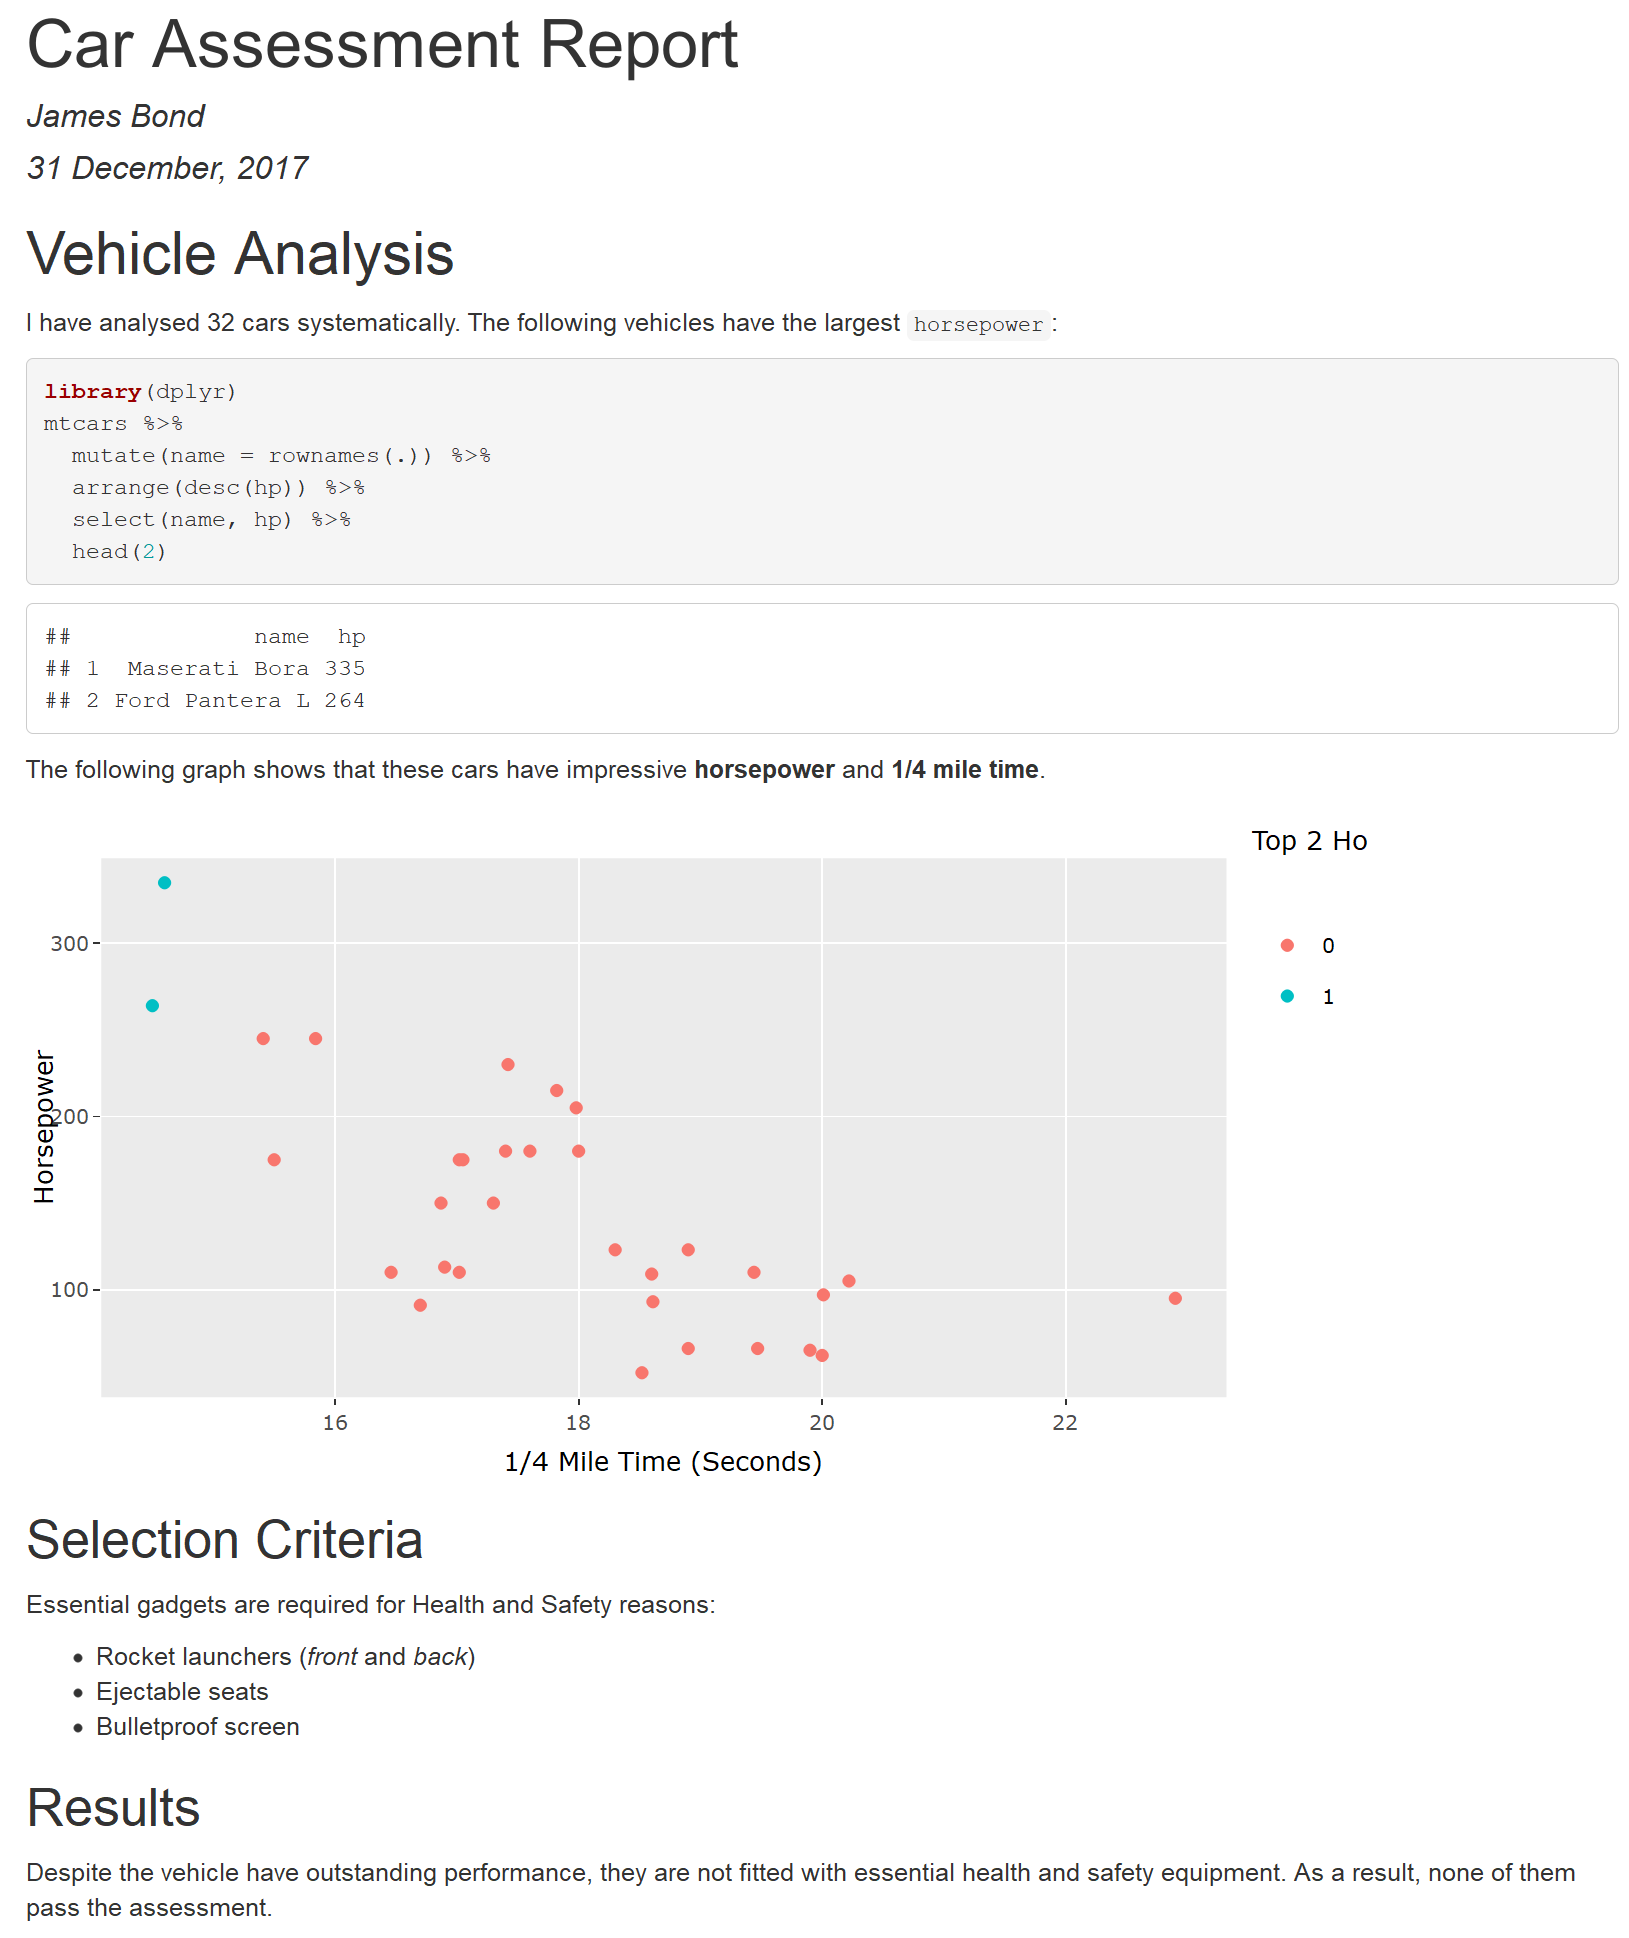 Car Assessment Report
James Bond
31 December, 2017
Vehicle Analysis
I have analysed 32 cars systematically. The following vehicles have the largest horsepower:
library(dplyr)
mtcars %>%
  mutate(name = rownames(.)) %>%
  arrange(desc(hp)) %>%
  select(name, hp) %>%
  head(2)
##             name  hp
## 1  Maserati Bora 335
## 2 Ford Pantera L 264
The following graph shows that these cars have impressive horsepower and 1/4 mile time.
Top 2 Ho
0
1
Horsepower
300
200
100
16 18 20 22
1/4 Mile Time (Seconds)
Selection Criteria
Essential gadgets are required for Health and Safety reasons:
• Rocket launchers (front and back)
• Ejectable seats
• Bulletproof screen
Results
Despite the vehicle have outstanding performance, they are not fitted with essential health and safety equipment. As a result, none of them
pass the assessment.